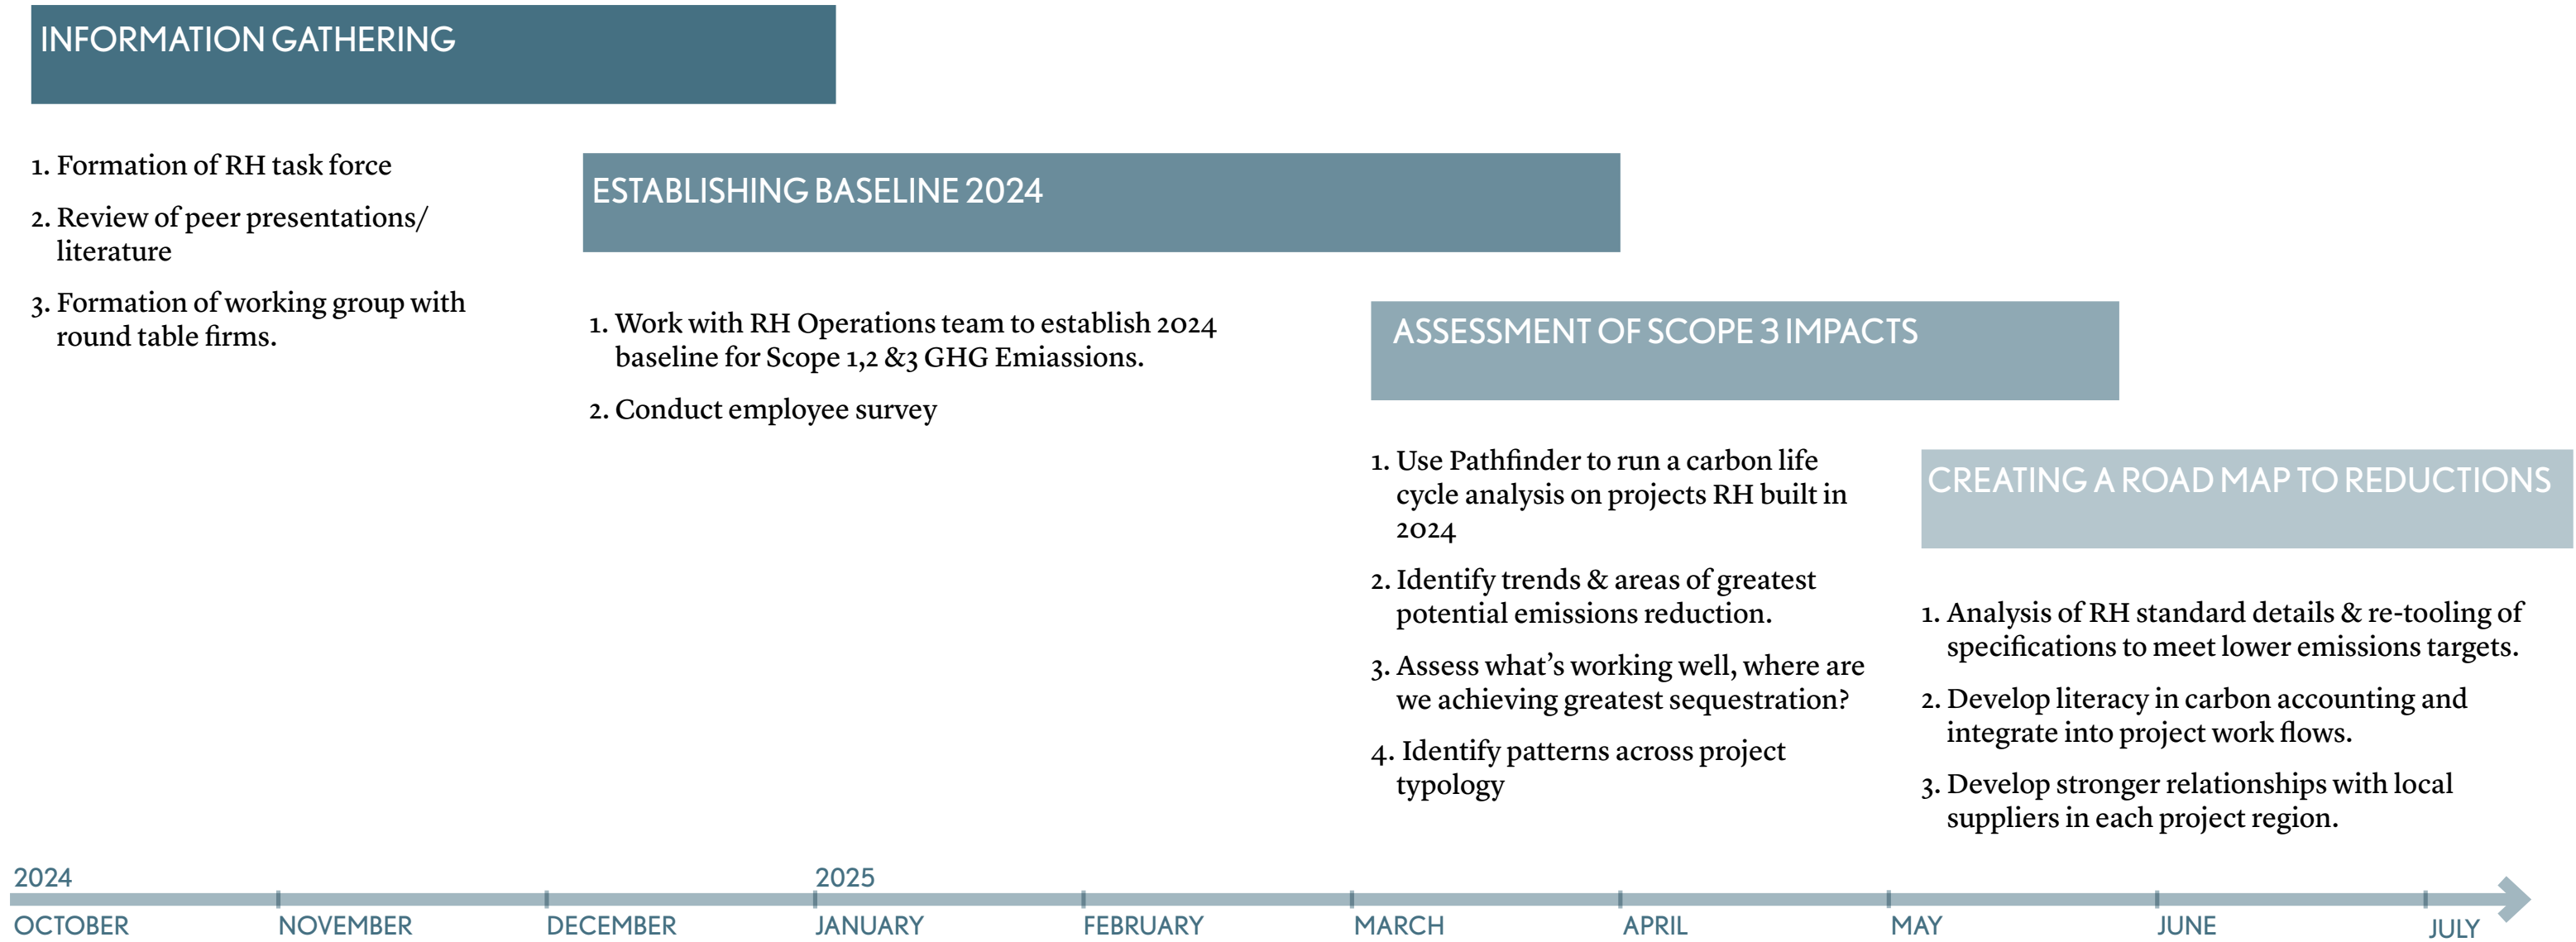 INFORMATION GATHERING
1. Formation of RH task force
2. Review of peer presentations/
literature
3. Formation of working group with
round table firms.
ESTABLISHING BASELINE 2024
1. Work with RH Operations team to establish 2024
baseline for Scope 1,2 &3 GHG Emiassions.
2. Conduct employee survey
ASSESSMENT OF SCOPE 3 IMPACTS
1. Use Pathfinder to run a carbon life
cycle analysis on projects RH built in
2024
2. Identify trends & areas of greatest
potential emissions reduction.
3. Assess what's working well, where are
we achieving greatest sequestration?
4. Identify patterns across project
typology
CREATING A ROAD MAP TO REDUCTIONS
1. Analysis of RH standard details & re-tooling of
specifications to meet lower emissions targets.
2. Develop literacy in carbon accounting and
integrate into project work flows.
3. Develop stronger relationships with local
suppliers in each project region.
2024 2025
OCTOBER NOVEMBER DECEMBER JANUARY FEBRUARY MARCH APRIL MAY JUNE JULY